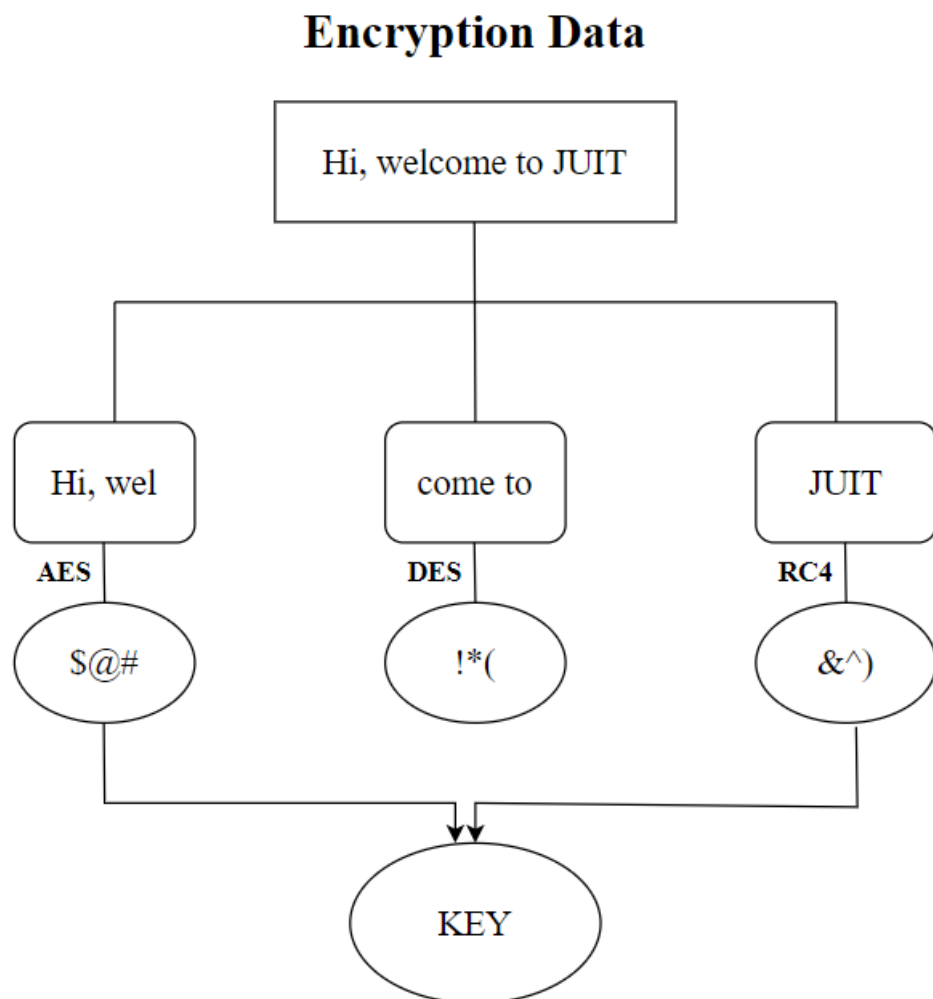 Encryption Data
Hi, welcome to JUIT
Hi, wel
come to
JUIT
AES
DES
RC4
$@#
!*(
&^)
KEY